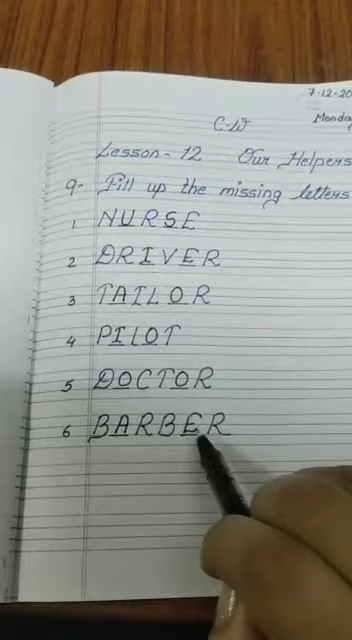 7-12-20
Monday
C.W
Lesson-12 Our Helpers
Q- Fill up the missing letters
1 NURSE
2 DRIVER
3 TAILOR
4 PILOT
5 DOCTOR
6 BARBER